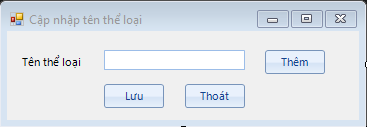 Cập nhập tên thể loại
Tên thể loại
Thêm
Lưu
Thoát